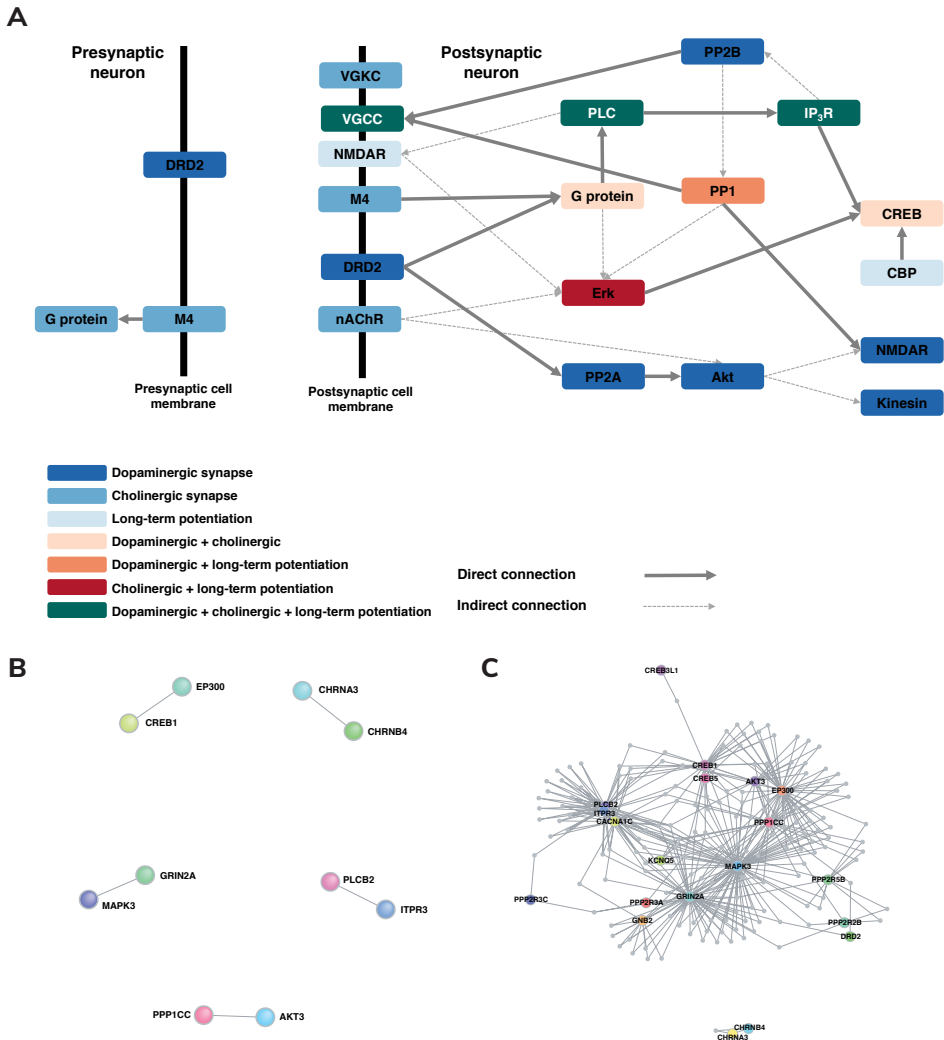 A
Presynaptic
neuron
Postsynaptic
neuron
VGKC
VGCC
NMDAR
M4
DRD2
nAChR
DRD2
G protein
M4
PP2B
PLC
IP3R
G protein
PP1
CREB
CBP
Erk
NMDAR
PP2A
Akt
Kinesin
Presynaptic cell
membrane
Postsynaptic cell
membrane
Dopaminergic synapse
Cholinergic synapse
Long-term potentiation
Dopaminergic + cholinergic
Dopaminergic + long-term potentiation
Cholinergic + long-term potentiation
Dopaminergic + cholinergic + long-term potentiation
Direct connection
Indirect connection
B
EP300
CREB1
CHRNA3
CHRNB4
GRIN2A
MAPK3
PLCB2
ITPR3
PPP1CC
AKT3
C
CREB3L1
CREB1
CREB5
AKT3
EP300
PLCB2
ITPR3
CACNA1C
PPP1CC
KCNQ5
MAPK3
PPP2R5B
GRIN2A
PPP2R3C
PPP2R3A
GNB2
PPP2R2B
DRD2
CHRNB4
CHRNA3